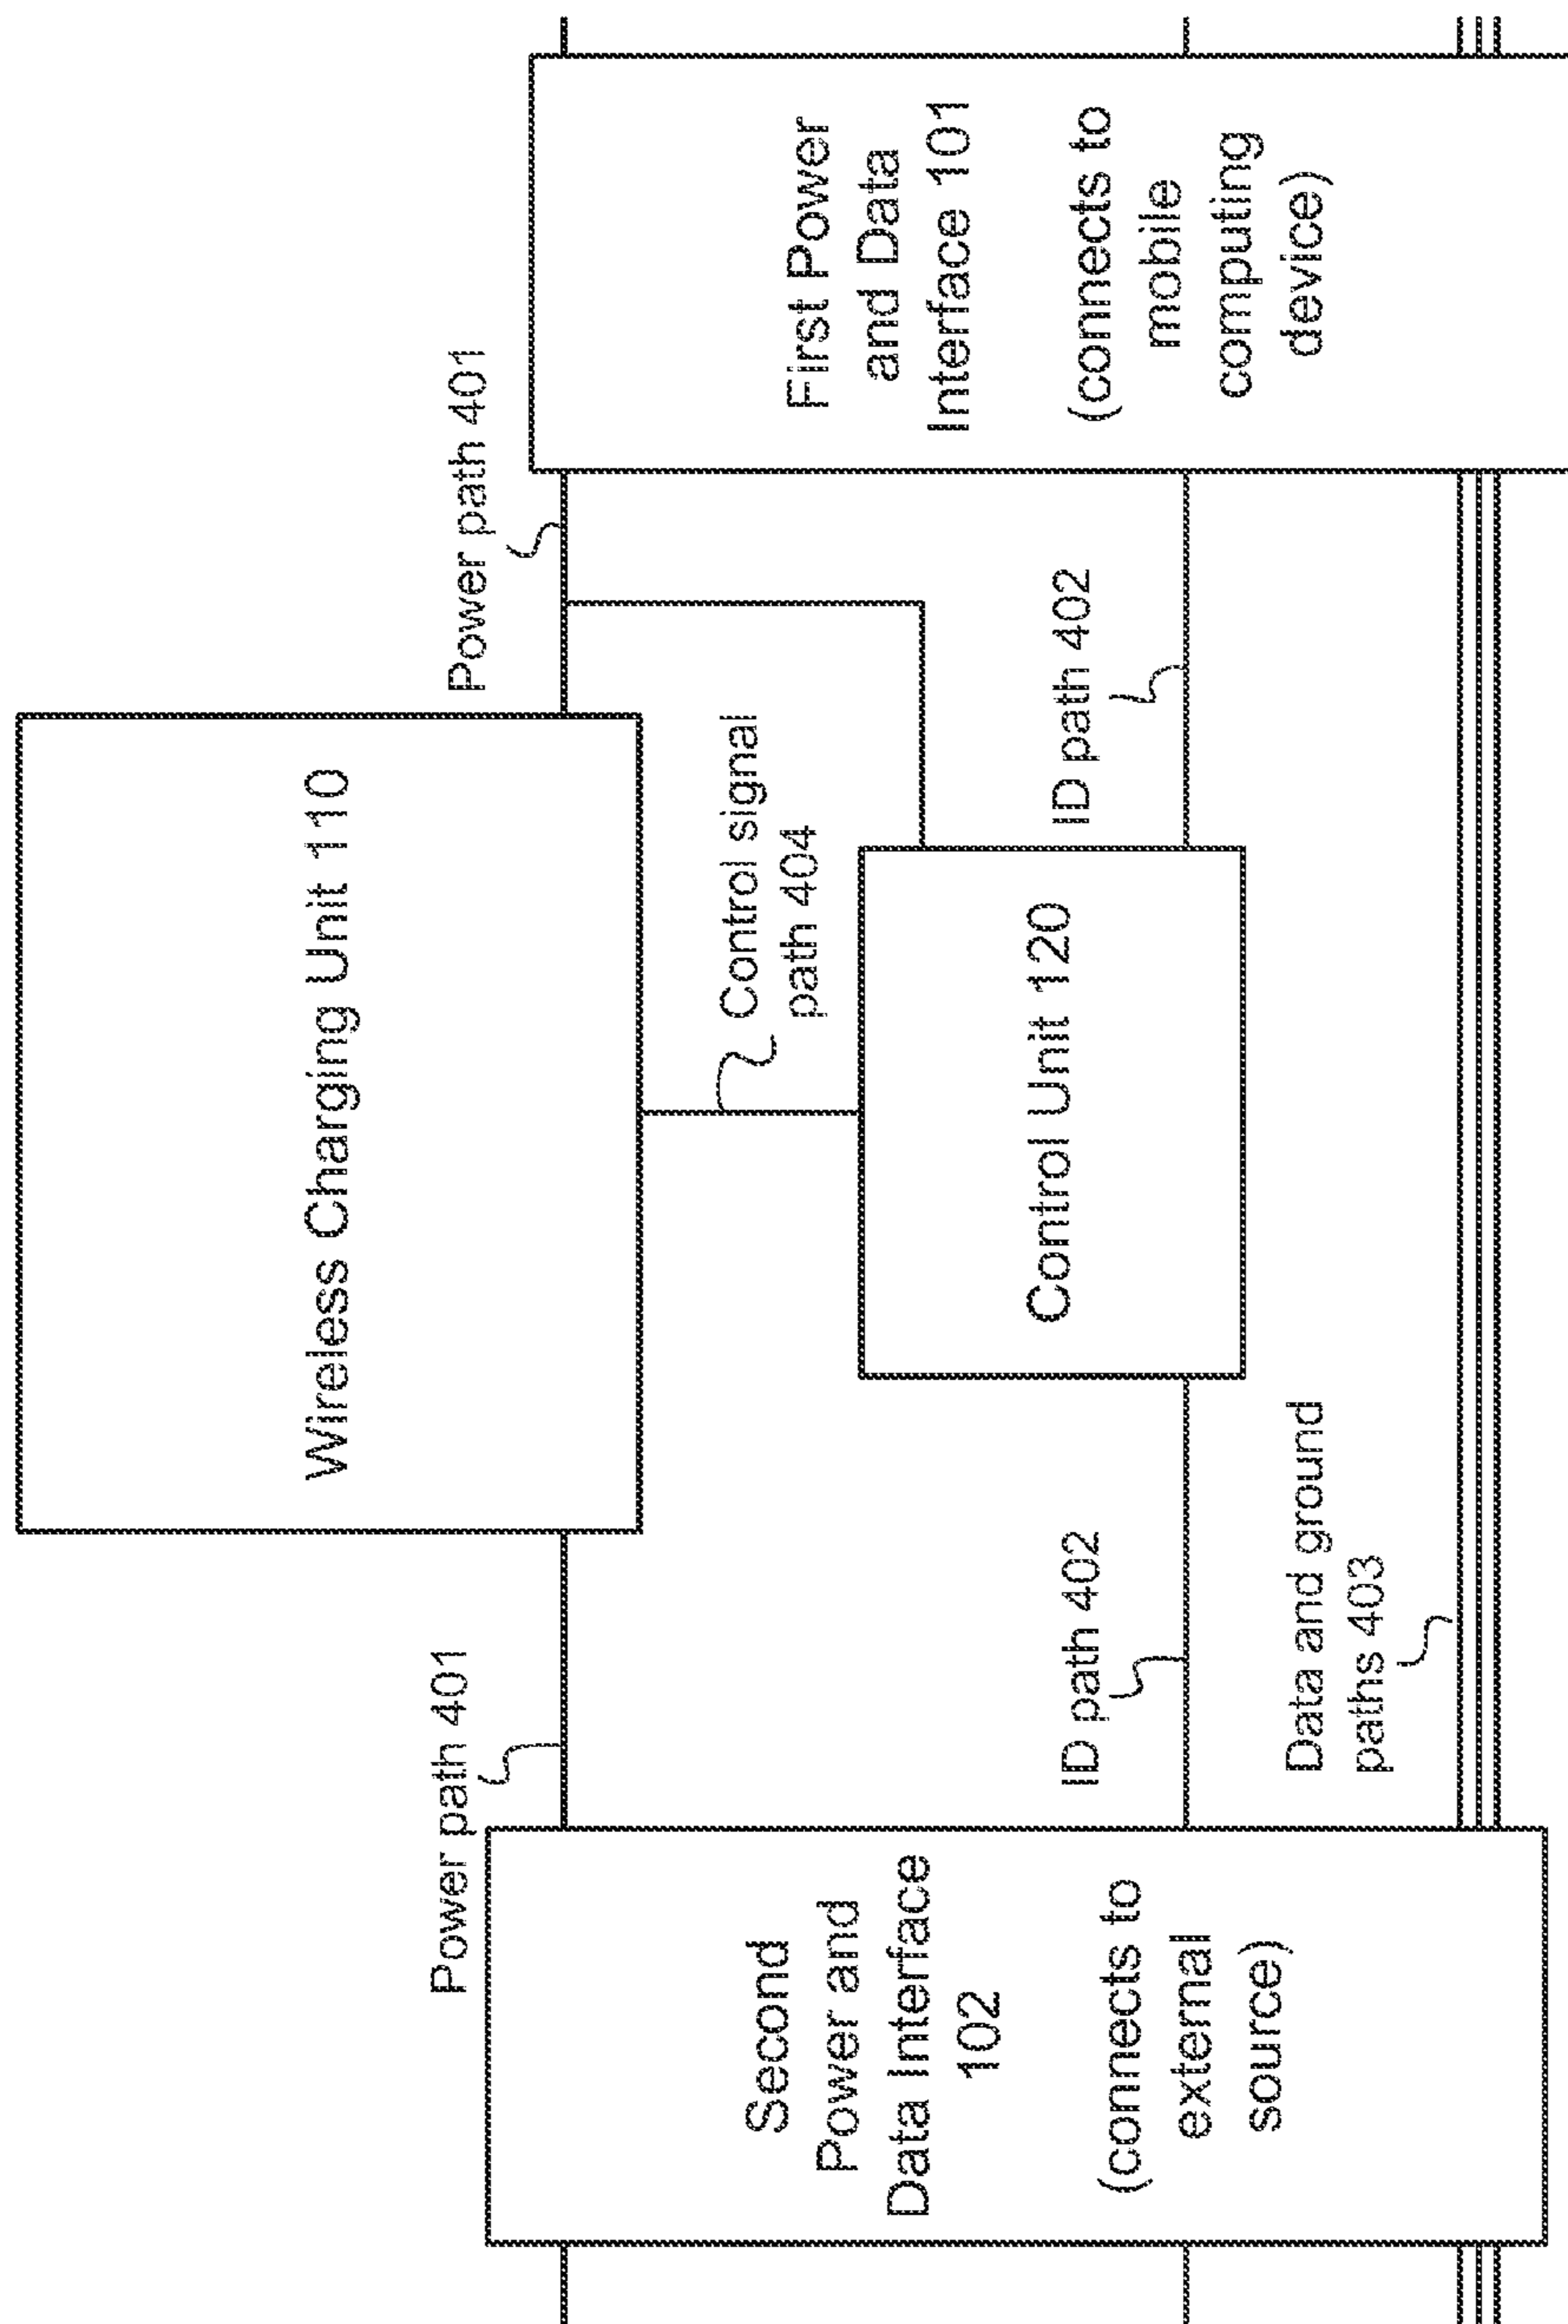 Wireless Charging Unit 110
Power path 401
Power path 401
Second
Power and
Data Interface
102
(connects to
external
source)
Control signal
path 404
First Power
and Data
Interface 101
(connects to
mobile
computing
device)
Control Unit 120
ID path 402
ID path 402
Data and ground
paths 403